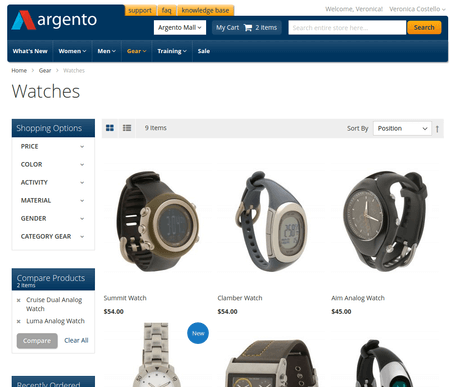 support faq knowledge base
Welcome, Veronica! Veronica Costello
argento
Argento Mall My Cart 2 items Search entire store here... Search
What's New Women Men Gear Training Sale
Home Gear Watches
Watches
Shopping Options
PRICE
COLOR
ACTIVITY
MATERIAL
GENDER
CATEGORY GEAR
9 Items Sort By Position
Summit Watch
$54.00
Clamber Watch
$54.00
Aim Analog Watch
$45.00
Compare Products
2 Items
Cruise Dual Analog
Watch
Luma Analog Watch
Compare Clear All
New
Recently Ordered